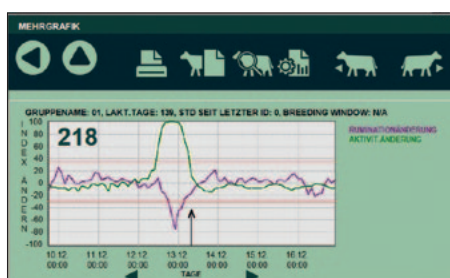 MEHRGRAFIK
GRUPPENAME: 01, LAKT.TAGE: 139, STD SEIT LETZTER ID: 0, BREEDING WINDOW: N/A
INDEX ÄNDERN
100
80
60
40
20
0
-20
-40
-60
-80
-100
218
RUMINATIONÄNDERUNG
AKTIVIT.ÄNDERUNG
10.12. 11.12. 12.12. 13.12. 14.12. 15.12. 16.12.
00:00 00:00 00:00 00:00 00:00 00:00 00:00
TAGE